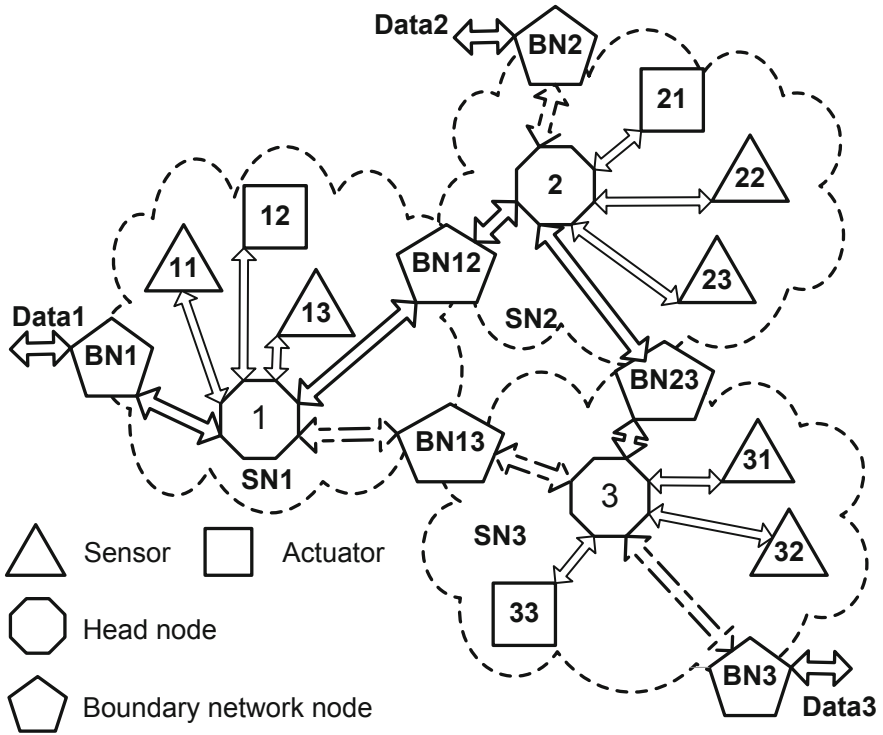 Data2
BN2
21
2
22
12
BN12
11
23
13
SN2
Data1
BN1
BN23
1
BN13
31
SN1
3
SN3
32
Sensor
Actuator
33
Head node
BN3
Data3
Boundary network node